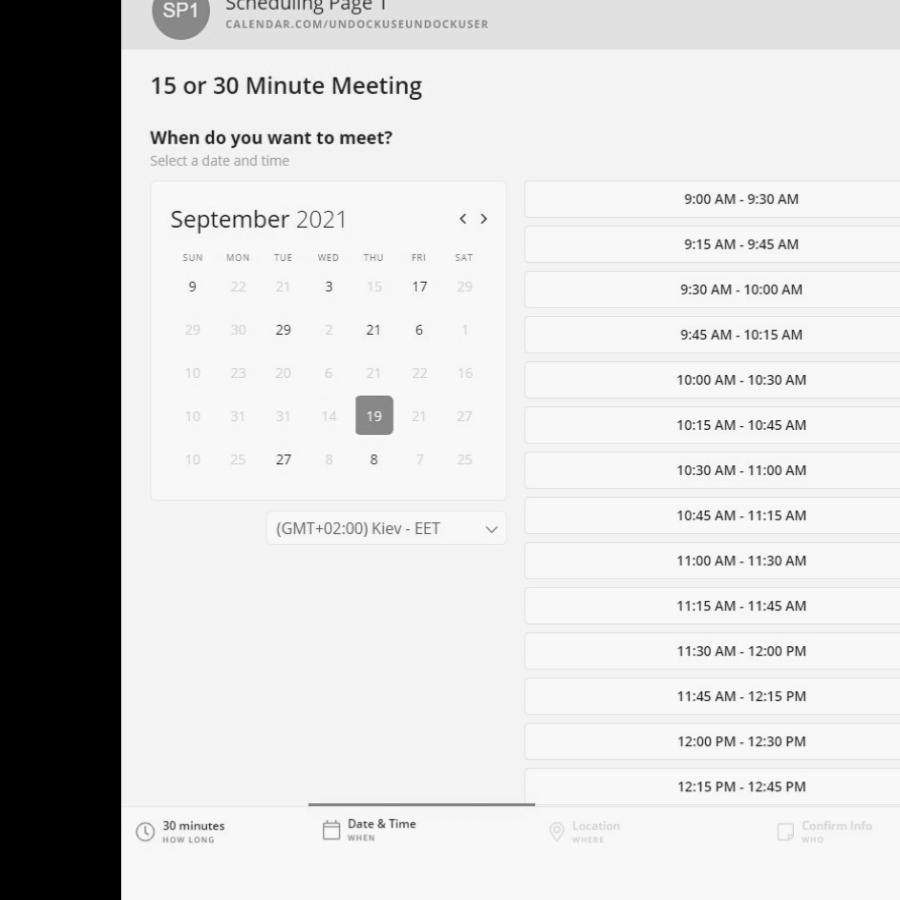 SP1
Scheduling Page 1
CALENDAR.COM/UNDOCKUSEUNDOCKUSER
15 or 30 Minute Meeting
When do you want to meet?
Select a date and time
September 2021
SUN MON TUE WED THU FRI SAT
9 22 21 3 15 17 29
29 30 29 2 21 6 1
10 23 20 6 21 22 16
10 31 31 14 19 21 27
10 25 27 8 8 7 25
(GMT+02:00) Kiev - EET
9:00 AM - 9:30 AM
9:15 AM - 9:45 AM
9:30 AM - 10:00 AM
9:45 AM - 10:15 AM
10:00 AM - 10:30 AM
10:15 AM - 10:45 AM
10:30 AM - 11:00 AM
10:45 AM - 11:15 AM
11:00 AM - 11:30 AM
11:15 AM - 11:45 AM
11:30 AM - 12:00 PM
11:45 AM - 12:15 PM
12:00 PM - 12:30 PM
12:15 PM - 12:45 PM
30 minutes
HOW LONG
Date & Time
WHEN
Location
WHERE
Confirm Info
WHO